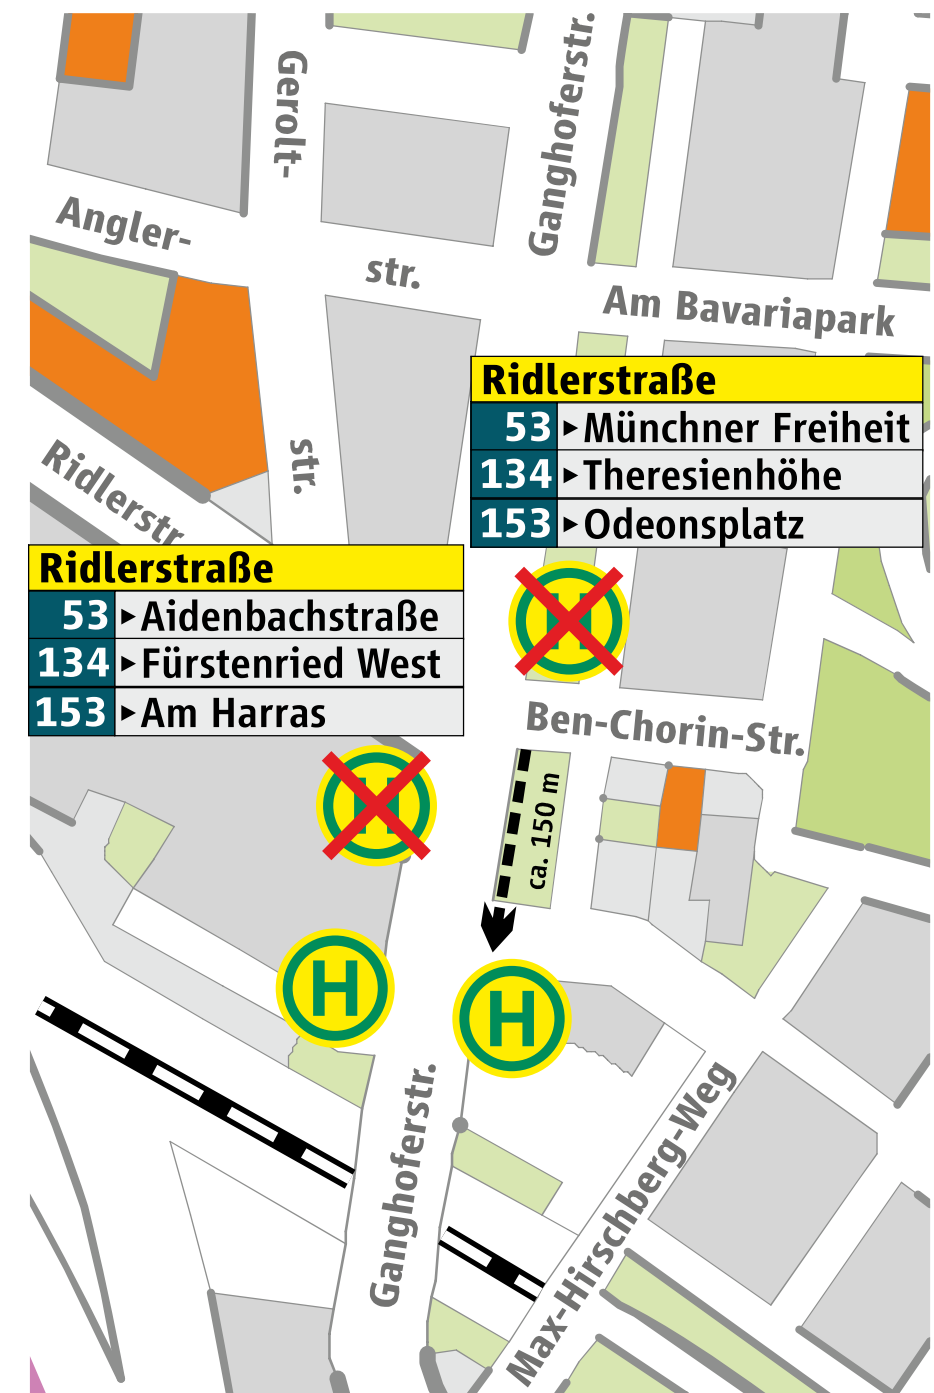 Gerolt-
Ganghoferstr.
Angler-
str.
Am Bavariapark
Ridlerstraße
53 ▸ Münchner Freiheit
134 ▸ Theresienhöhe
153 ▸ Odeonsplatz
str.
Ridlerstr
Ridlerstraße
53 ▸ Aidenbachstraße
134 ▸ Fürstenried West
153 ▸ Am Harras
H
Ben-Chorin-Str.
H
ca. 150 m
H
H
Ganghoferstr.
Max-Hirschberg-Weg